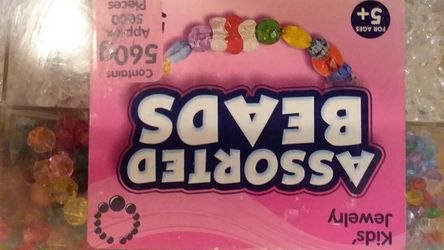 Kids'
Jewelry
ASSORTED
BEADS
FOR AGES
5+
Contains
560g
Approx
5000
Pieces